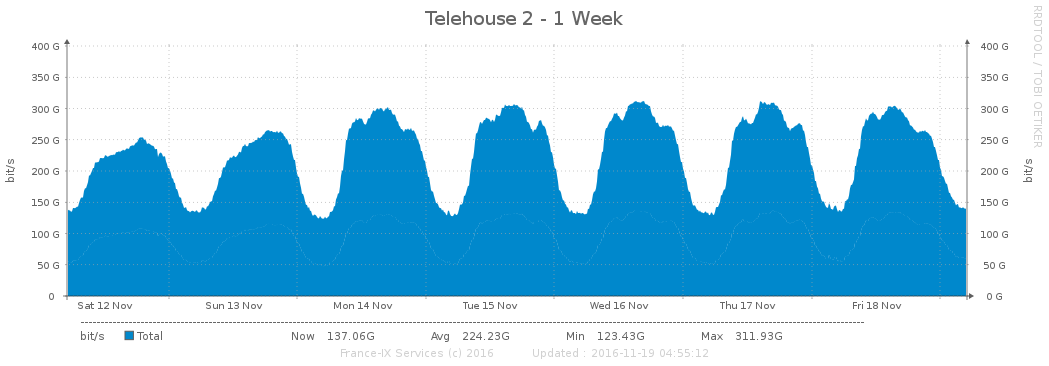 Telehouse 2 - 1 Week
RRDTOOL / TOBI OETIKER
400 G 400 G
350 G 350 G
300 G 300 G
250 G 250 G
200 G 200 G
150 G 150 G
100 G 100 G
50 G 50 G
0 0 G
bit/s bit/s
Sat 12 Nov Sun 13 Nov Mon 14 Nov Tue 15 Nov Wed 16 Nov Thu 17 Nov Fri 18 Nov
bit/s Total Now 137.06G Avg 224.23G Min 123.43G Max 311.93G
France-IX Services (c) 2016 Updated : 2016-11-19 04:55:12